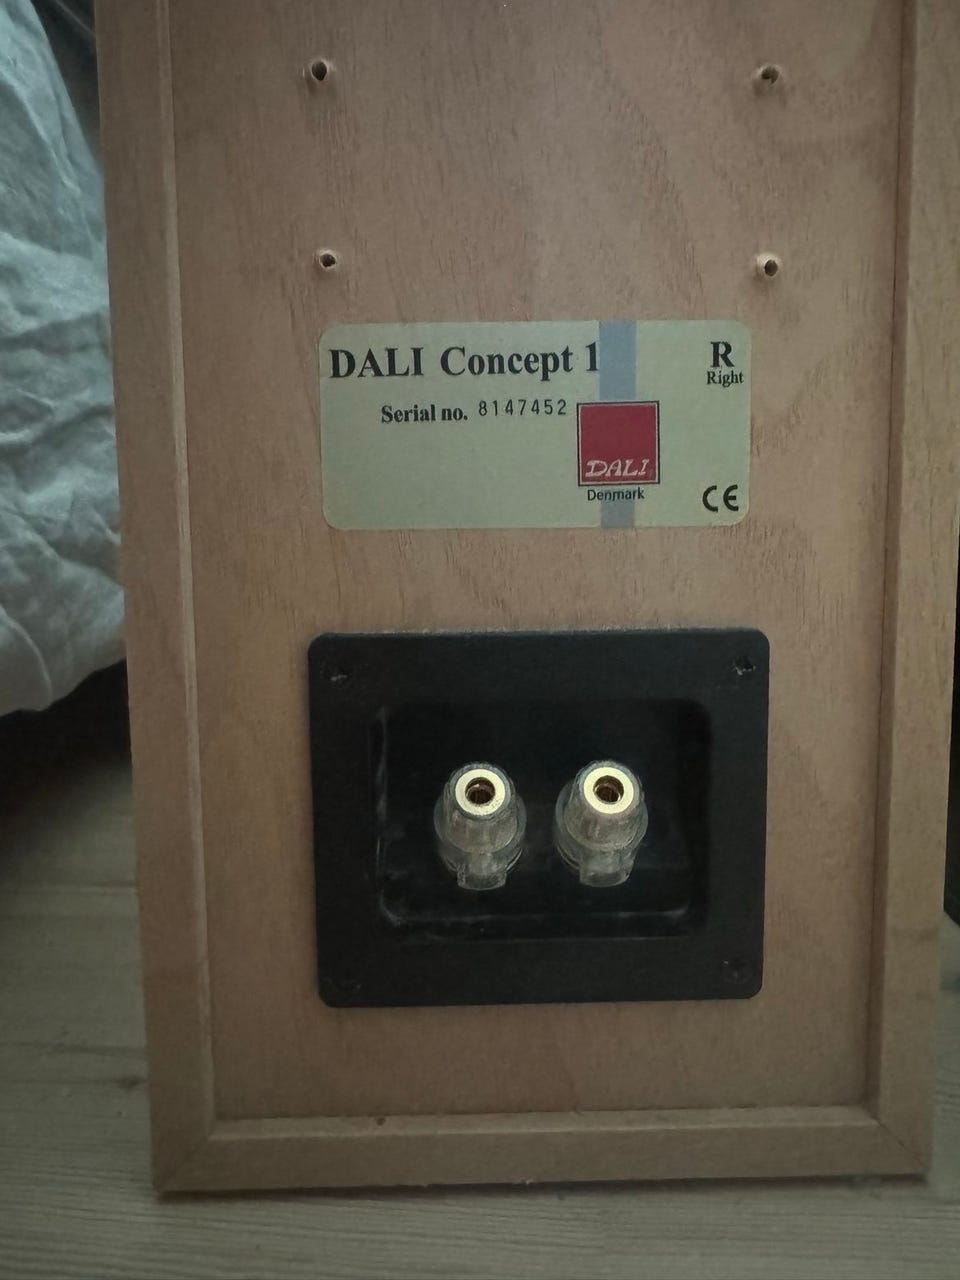 DALI Concept 1
R
Right
Serial no. 8147452
DALI
Denmark
CE